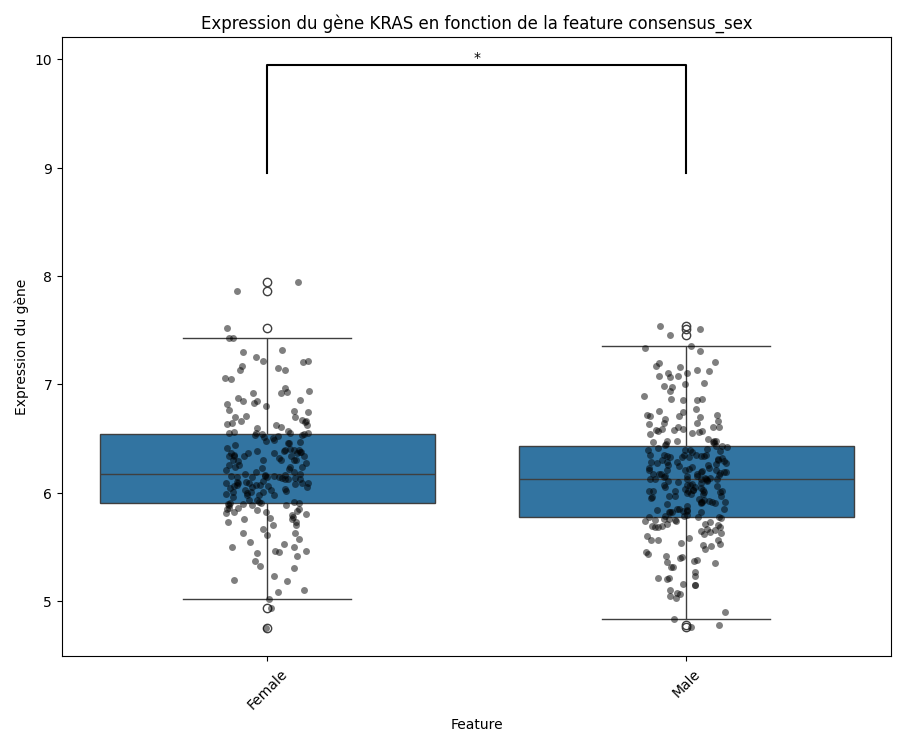 Expression du gène KRAS en fonction de la feature consensus_sex
*
10
9
8
7
6
5
Expression du gène
Female
Male
Feature